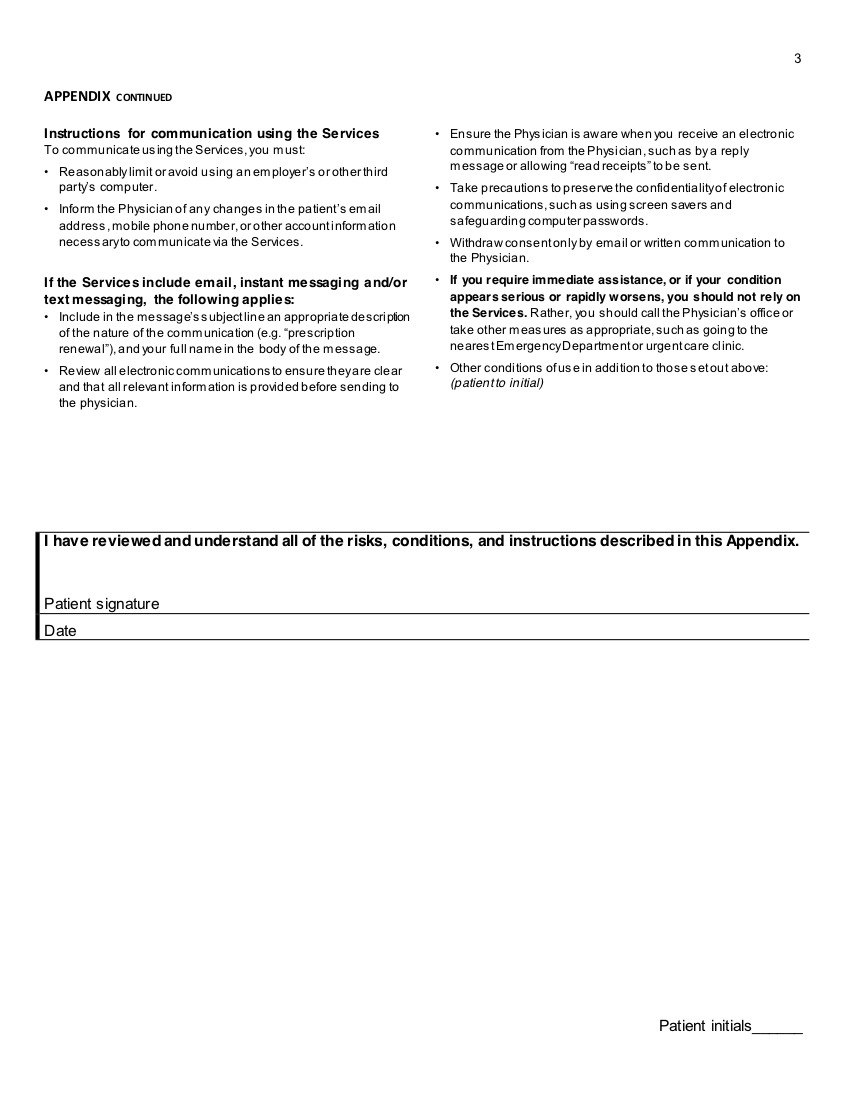 3
APPENDIX CONTINUED
Instructions for communication using the Services
To communicate using the Services, you must:
• Reasonably limit or avoid using an employer's or other third
party's computer.
• Inform the Physician of any changes in the patient's email
address, mobile phone number, or other account information
necessary to communicate via the Services.
If the Services include email, instant messaging and/or
text messaging, the following applies:
• Include in the message's subject line an appropriate description
of the nature of the communication (e.g. “prescription
renewal”), and your full name in the body of the message.
• Review all electronic communications to ensure they are clear
and that all relevant information is provided before sending to
the physician.
• Ensure the Physician is aware when you receive an electronic
communication from the Physician, such as by a reply
message or allowing “read receipts” to be sent.
• Take precautions to preserve the confidentiality of electronic
communications, such as using screen savers and
safeguarding computer passwords.
• Withdraw consent only by email or written communication to
the Physician.
• If you require immediate assistance, or if your condition
appears serious or rapidly worsens, you should not rely on
the Services. Rather, you should call the Physician's office or
take other measures as appropriate, such as going to the
nearest Emergency Department or urgent care clinic.
• Other conditions of use in addition to those set out above:
(patient to initial)
I have reviewed and understand all of the risks, conditions, and instructions described in this Appendix.
Patient signature
Date
Patient initials______